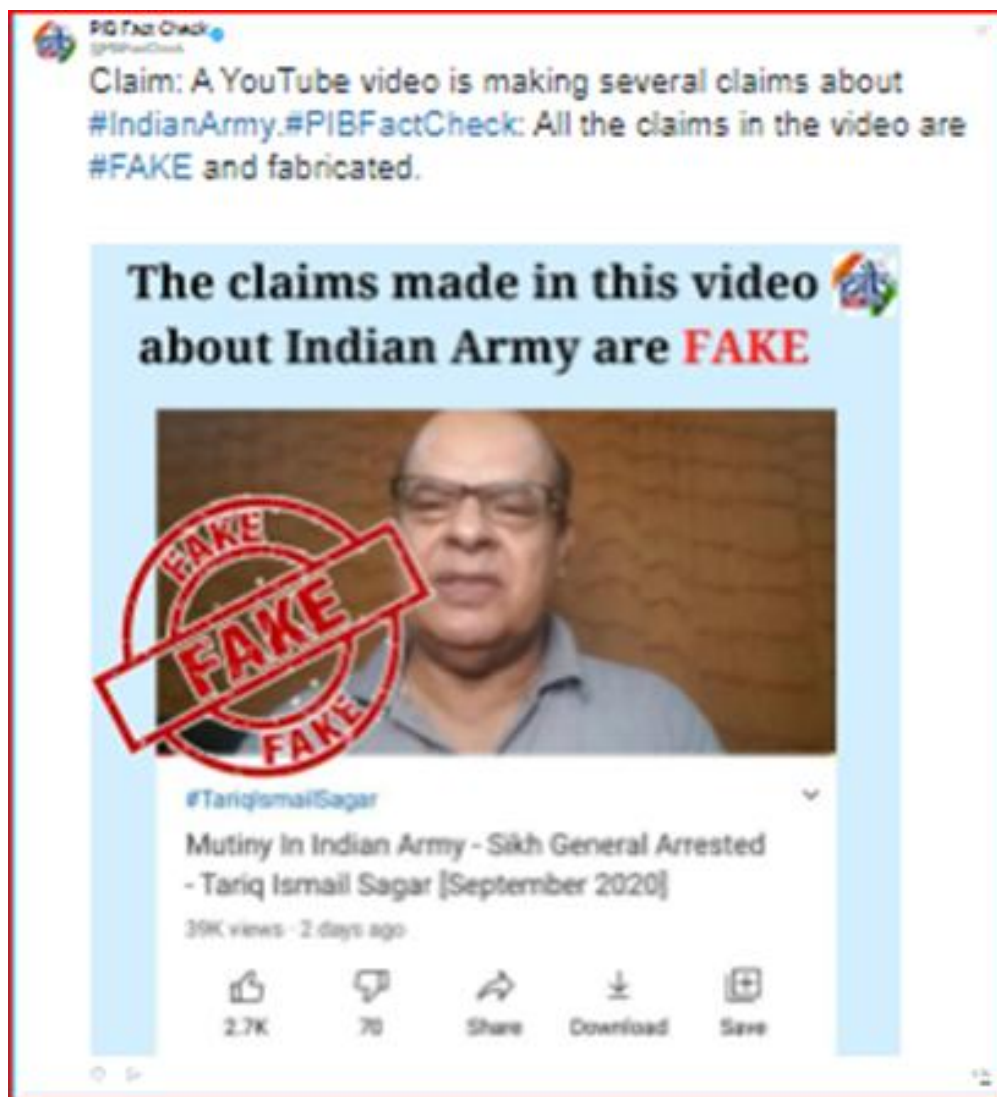 PIB Fact Check
@PIBFactCheck
Claim: A YouTube video is making several claims about
#IndianArmy.#PIBFactCheck: All the claims in the video are
#FAKE and fabricated.
The claims made in this video
about Indian Army are FAKE
FAKE
FAKE
FAKE
#TariqIsmailSagar
Mutiny In Indian Army - Sikh General Arrested
- Tariq Ismail Sagar [September 2020]
39K views · 2 days ago
2.7K 70 Share Download Save